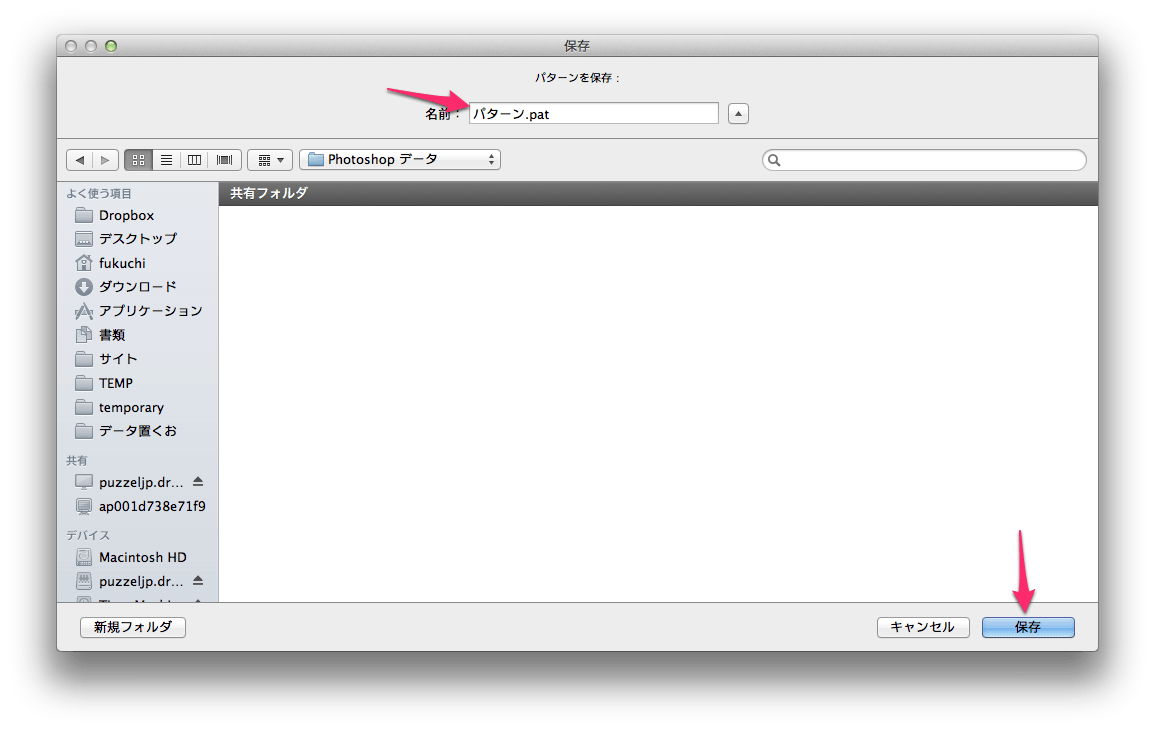 保存
パターンを保存：
名前： パターン.pat
Photoshop データ
よく使う項目
共有フォルダ
Dropbox
デスクトップ
fukuchi
ダウンロード
アプリケーション
書類
サイト
TEMP
temporary
データ置くお
共有
puzzeljp.dr...
ap001d738e71f9
デバイス
Macintosh HD
puzzeljp.dr...
新規フォルダ
キャンセル
保存